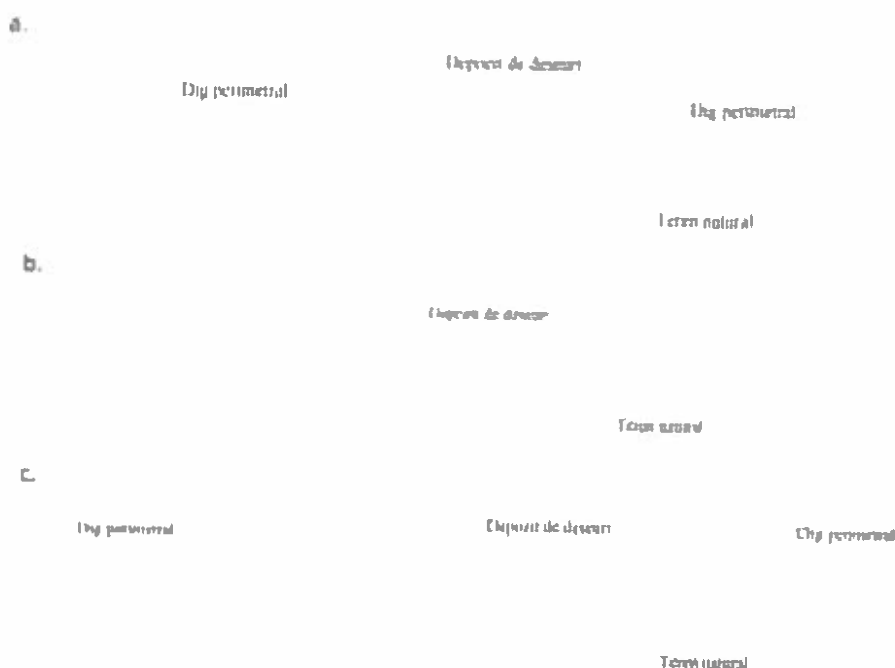 a.
Depozit de deseuri
Dig perimetral
Dig perimetral
Teren natural
b.
Depozit de deseuri
Teren natural
c.
Dig perimetral
Depozit de deseuri
Dig perimetral
Teren natural